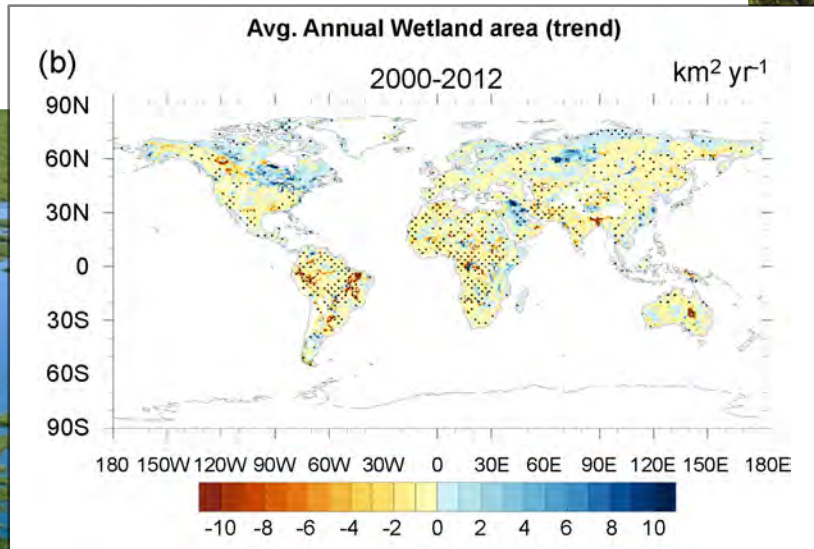 Avg. Annual Wetland area (trend)
(b)
2000-2012
km² yr⁻¹
90N
60N
30N
0
30S
60S
90S
180 150W 120W 90W 60W 30W 0 30E 60E 90E 120E 150E 180E
-10 -8 -6 -4 -2 0 2 4 6 8 10